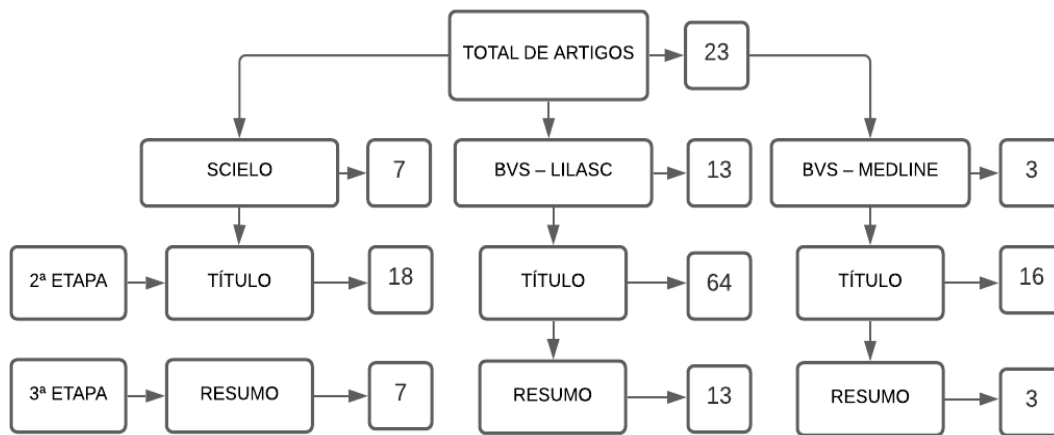 TOTAL DE ARTIGOS
23
SCIELO
7
BVS – LILASC
13
BVS – MEDLINE
3
2ª ETAPA
TÍTULO
18
TÍTULO
64
TÍTULO
16
3ª ETAPA
RESUMO
7
RESUMO
13
RESUMO
3